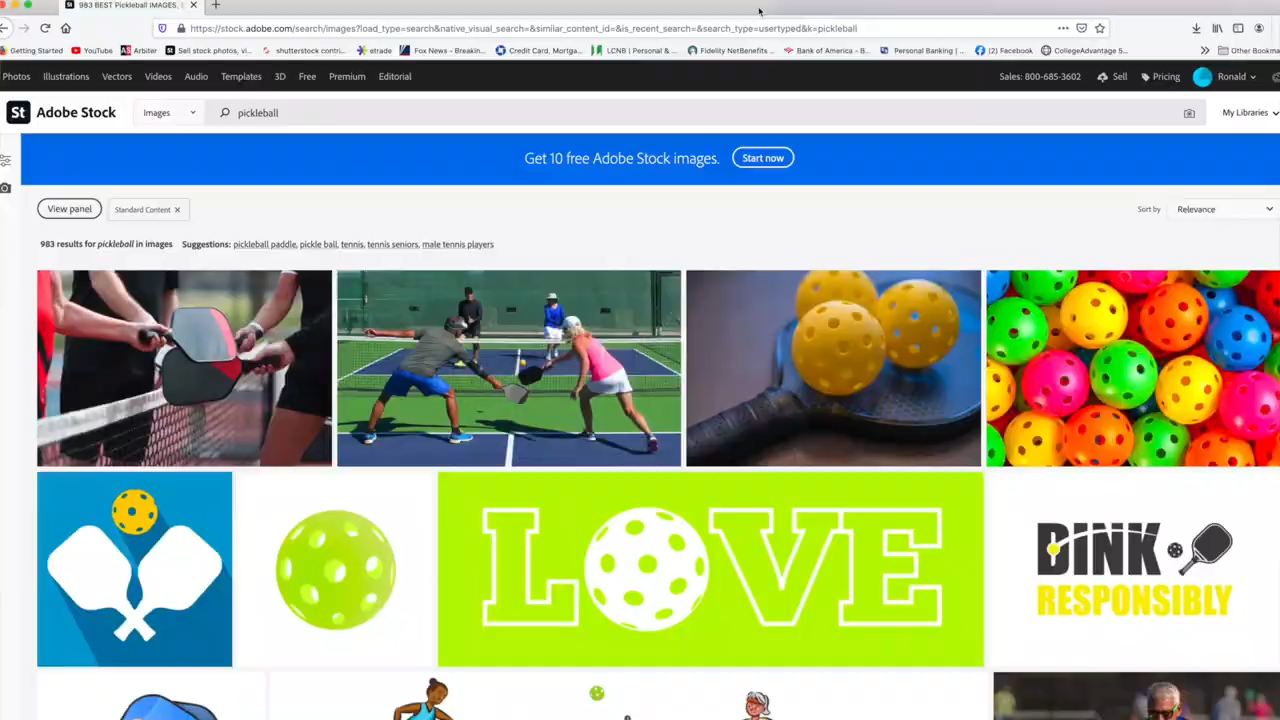 983 BEST Pickleball IMAGES,
https://stock.adobe.com/search/images?load_type=search&native_visual_search=&similar_content_id=&is_recent_search=&search_type=usertyped&k=pickleball
Getting Started YouTube Arbiter Sell stock photos, vi... shutterstock contri... etrade Fox News - Breakin... Credit Card, Mortga... LCNB | Personal & ... Fidelity NetBenefits ... Bank of America - B... Personal Banking | ... (2) Facebook CollegeAdvantage 5... Other Bookma
Photos Illustrations Vectors Videos Audio Templates 3D Free Premium Editorial Sales: 800-685-3602 Sell Pricing Ronald
St Adobe Stock Images pickleball My Libraries
Get 10 free Adobe Stock images. Start now
View panel Standard Content Sort by Relevance
983 results for pickleball in images Suggestions: pickleball paddle, pickle ball, tennis, tennis seniors, male tennis players
LOVE
DINK
RESPONSIBLY